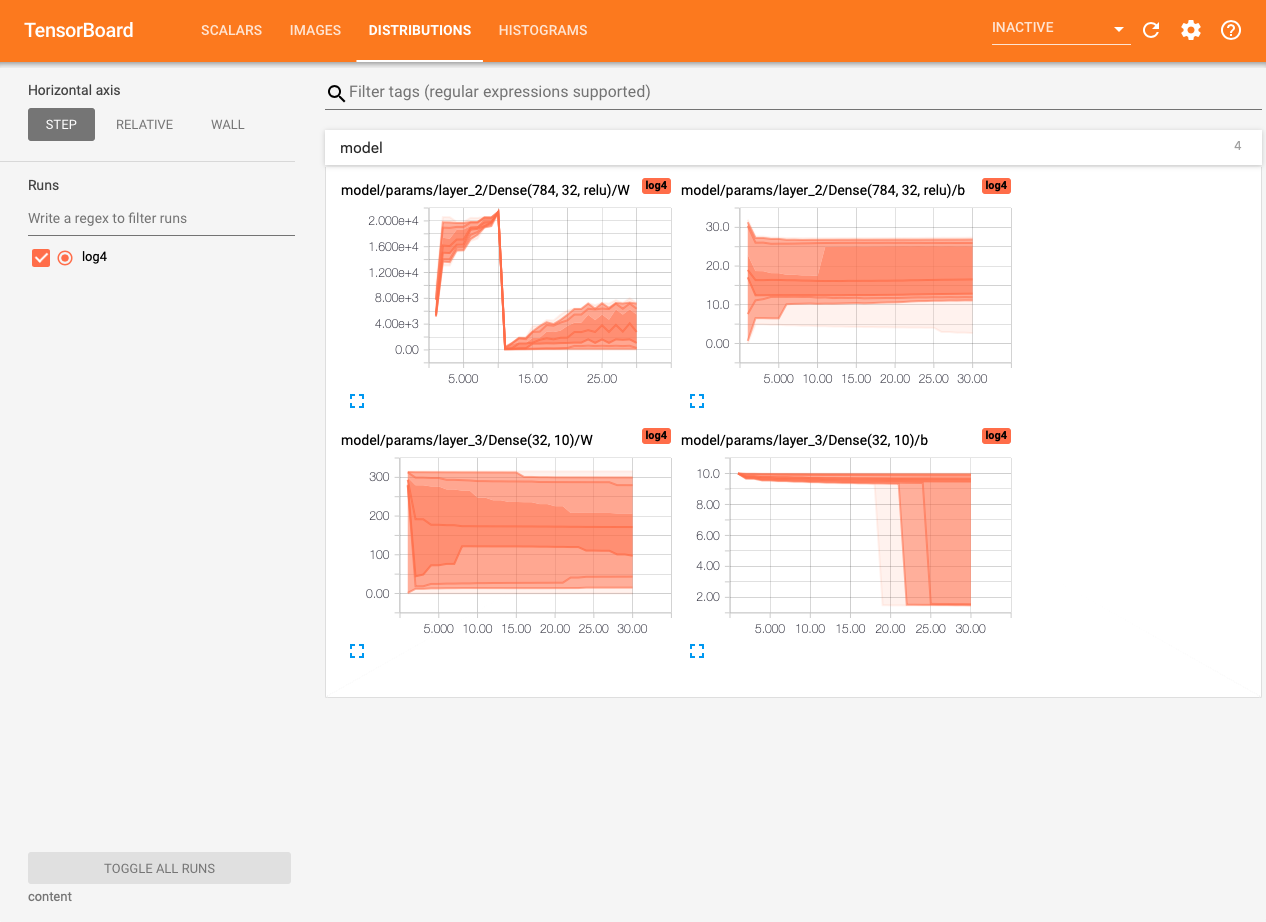 TensorBoard SCALARS IMAGES DISTRIBUTIONS HISTOGRAMS INACTIVE
Horizontal axis
STEP RELATIVE WALL
Runs
Write a regex to filter runs
log4
TOGGLE ALL RUNS
content
Filter tags (regular expressions supported)
model 4
model/params/layer_2/Dense(784, 32, relu)/W log4
2.000e+4
1.600e+4
1.200e+4
8.00e+3
4.00e+3
0.00
5.000 15.00 25.00
model/params/layer_2/Dense(784, 32, relu)/b log4
30.0
20.0
10.0
0.00
5.000 10.00 15.00 20.00 25.00 30.00
model/params/layer_3/Dense(32, 10)/W log4
300
200
100
0.00
5.000 10.00 15.00 20.00 25.00 30.00
model/params/layer_3/Dense(32, 10)/b log4
10.0
8.00
6.00
4.00
2.00
5.000 10.00 15.00 20.00 25.00 30.00